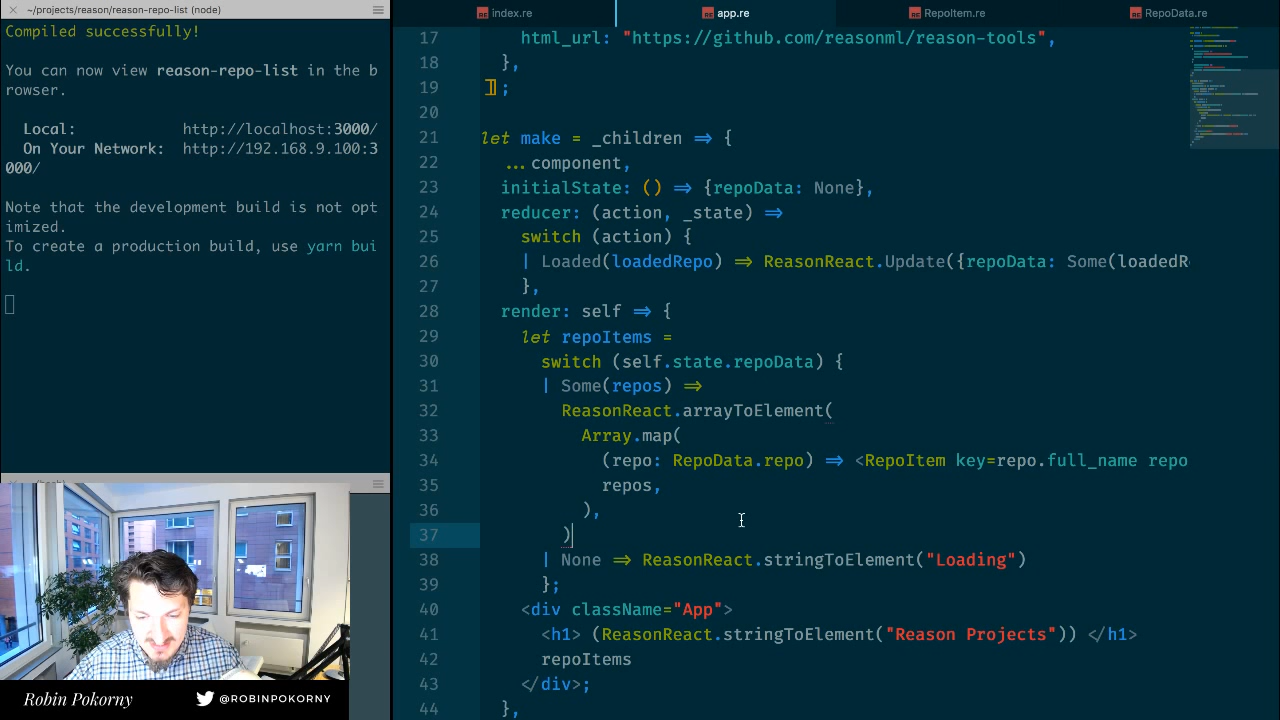 ~/projects/reason/reason-repo-list (node)
Compiled successfully!
You can now view reason-repo-list in the b
rowser.
Local: http://localhost:3000/
On Your Network: http://192.168.9.100:3
000/
Note that the development build is not opt
imized.
To create a production build, use yarn bui
ld.
Robin Pokorny
@ROBINPOKORNY
index.re
app.re
RepoItem.re
RepoData.re
17 html_url: "https://github.com/reasonml/reason-tools",
18 },
19 |];
20
21 let make = _children => {
22 ...component,
23 initialState: () => {repoData: None},
24 reducer: (action, _state) =>
25 switch (action) {
26 | Loaded(loadedRepo) => ReasonReact.Update({repoData: Some(loadedR
27 },
28 render: self => {
29 let repoItems =
30 switch (self.state.repoData) {
31 | Some(repos) =>
32 ReasonReact.arrayToElement(
33 Array.map(
34 (repo: RepoData.repo) => <RepoItem key=repo.full_name repo
35 repos,
36 ),
37 )
38 | None => ReasonReact.stringToElement("Loading")
39 };
40 <div className="App">
41 <h1> (ReasonReact.stringToElement("Reason Projects")) </h1>
42 repoItems
43 </div>;
44 },